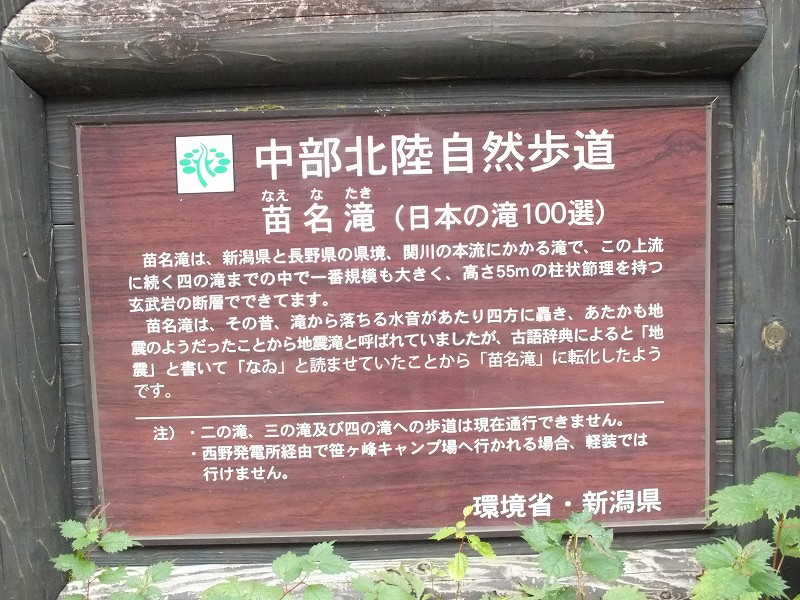 中部北陸自然歩道
なえ な たき
苗名滝（日本の滝100選）
苗名滝は、新潟県と長野県の県境、関川の本流にかかる滝で、この上流
に続く四の滝までの中で一番規模も大きく、高さ55mの柱状節理を持つ
玄武岩の断層でできてます。
苗名滝は、その昔、滝から落ちる水音があたり四方に轟き、あたかも地
震のようだったことから地震滝と呼ばれていましたが、古語辞典によると「地
震」と書いて「なゐ」と読ませていたことから「苗名滝」に転化したよう
です。
注）・二の滝、三の滝及び四の滝への歩道は現在通行できません。
・西野発電所経由で笹ヶ峰キャンプ場へ行かれる場合、軽装では
行けません。
環境省・新潟県